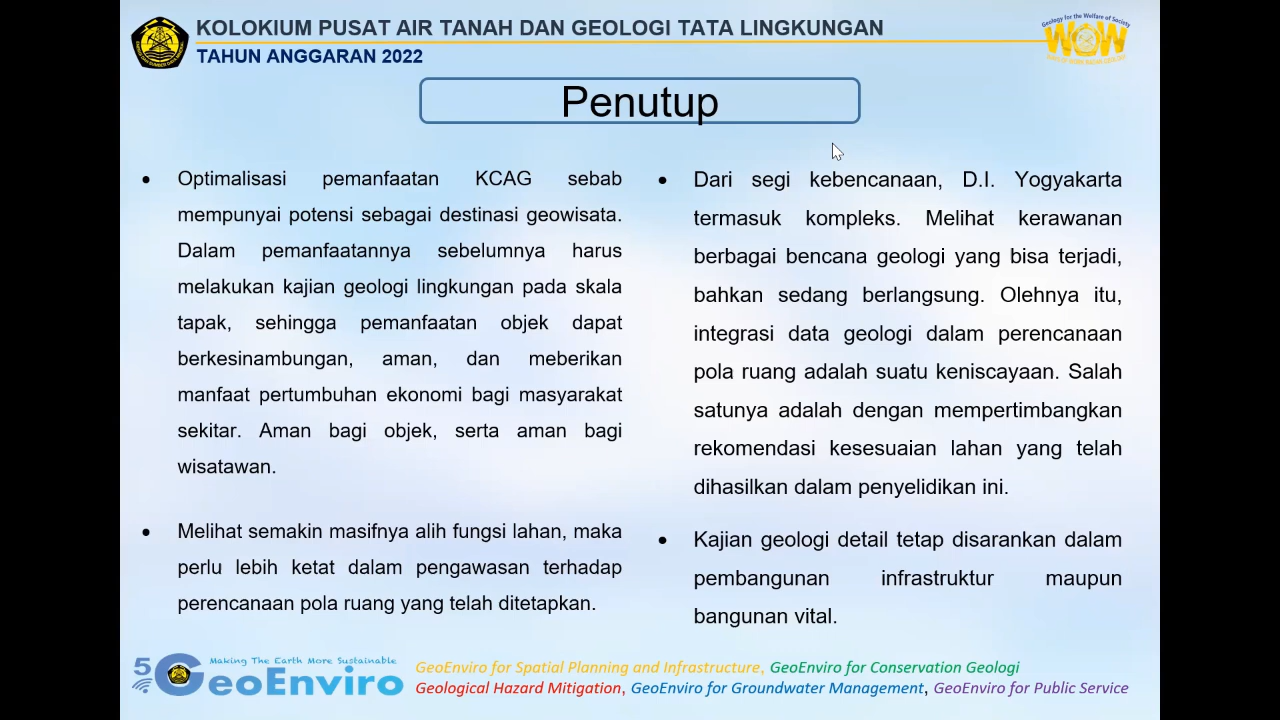 KOLOKIUM PUSAT AIR TANAH DAN GEOLOGI TATA LINGKUNGAN
TAHUN ANGGARAN 2022
Geology for the Welfare of Society
WOW
Penutup
• Optimalisasi pemanfaatan KCAG sebab
mempunyai potensi sebagai destinasi geowisata.
Dalam pemanfaatannya sebelumnya harus
melakukan kajian geologi lingkungan pada skala
tapak, sehingga pemanfaatan objek dapat
berkesinambungan, aman, dan meberikan
manfaat pertumbuhan ekonomi bagi masyarakat
sekitar. Aman bagi objek, serta aman bagi
wisatawan.
• Melihat semakin masifnya alih fungsi lahan, maka
perlu lebih ketat dalam pengawasan terhadap
perencanaan pola ruang yang telah ditetapkan.
• Dari segi kebencanaan, D.I. Yogyakarta
termasuk kompleks. Melihat kerawanan
berbagai bencana geologi yang bisa terjadi,
bahkan sedang berlangsung. Olehnya itu,
integrasi data geologi dalam perencanaan
pola ruang adalah suatu keniscayaan. Salah
satunya adalah dengan mempertimbangkan
rekomendasi kesesuaian lahan yang telah
dihasilkan dalam penyelidikan ini.
• Kajian geologi detail tetap disarankan dalam
pembangunan infrastruktur maupun
bangunan vital.
Making The Earth More Sustainable
5 GeoEnviro
GeoEnviro for Spatial Planning and Infrastructure, GeoEnviro for Conservation Geologi
Geological Hazard Mitigation, GeoEnviro for Groundwater Management, GeoEnviro for Public Service